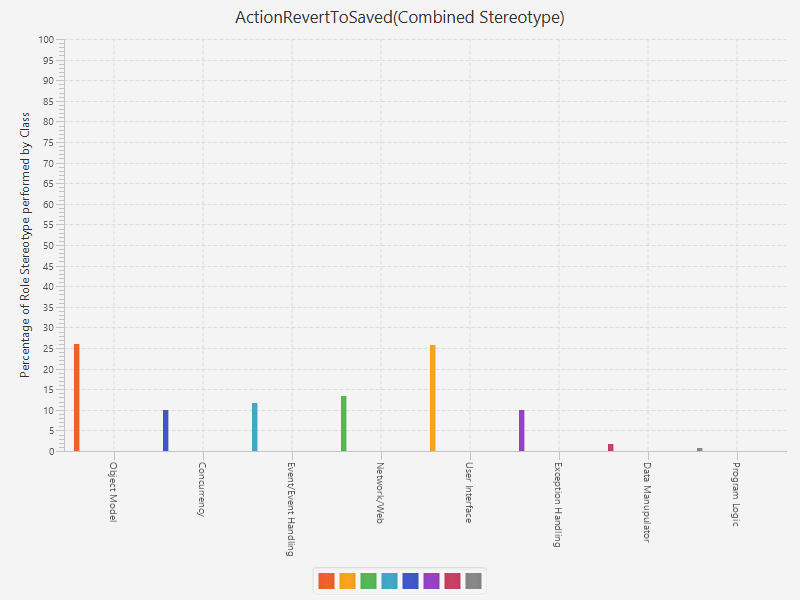 ActionRevertToSaved(Combined Stereotype)
Percentage of Role Stereotype performed by Class
100
95
90
85
80
75
70
65
60
55
50
45
40
35
30
25
20
15
10
5
0
Object Model
Concurrency
Event/Event Handling
Network/Web
User Interface
Exception Handling
Data Manupulator
Program Logic